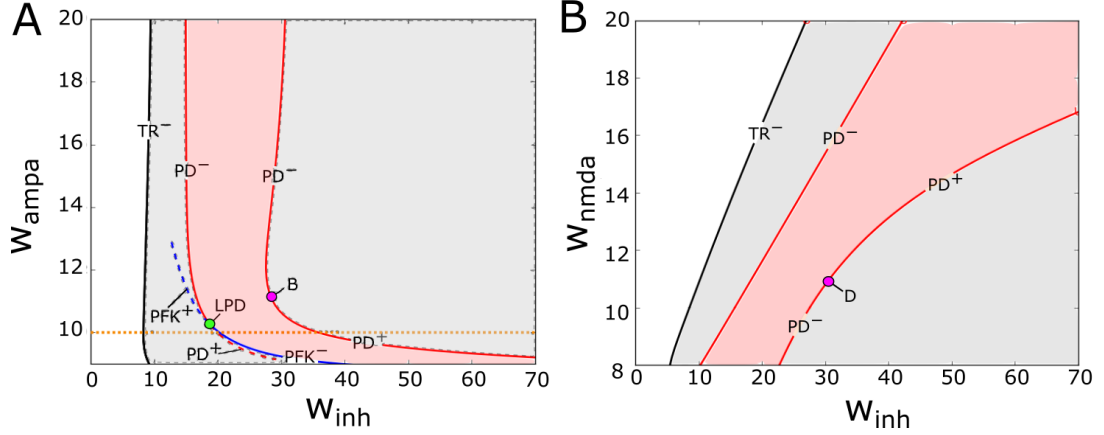 A
B
20
18
16
14
12
10
W_ampa
TR⁻
PD⁻
PD⁻
B
LPD
PFK⁺
PD⁺
PFK⁻
PD⁺
0 10 20 30 40 50 60 70
W_inh
20
18
16
14
12
10
8
W_nmda
TR⁻
PD⁻
PD⁺
D
PD⁻
0 10 20 30 40 50 60 70
W_inh